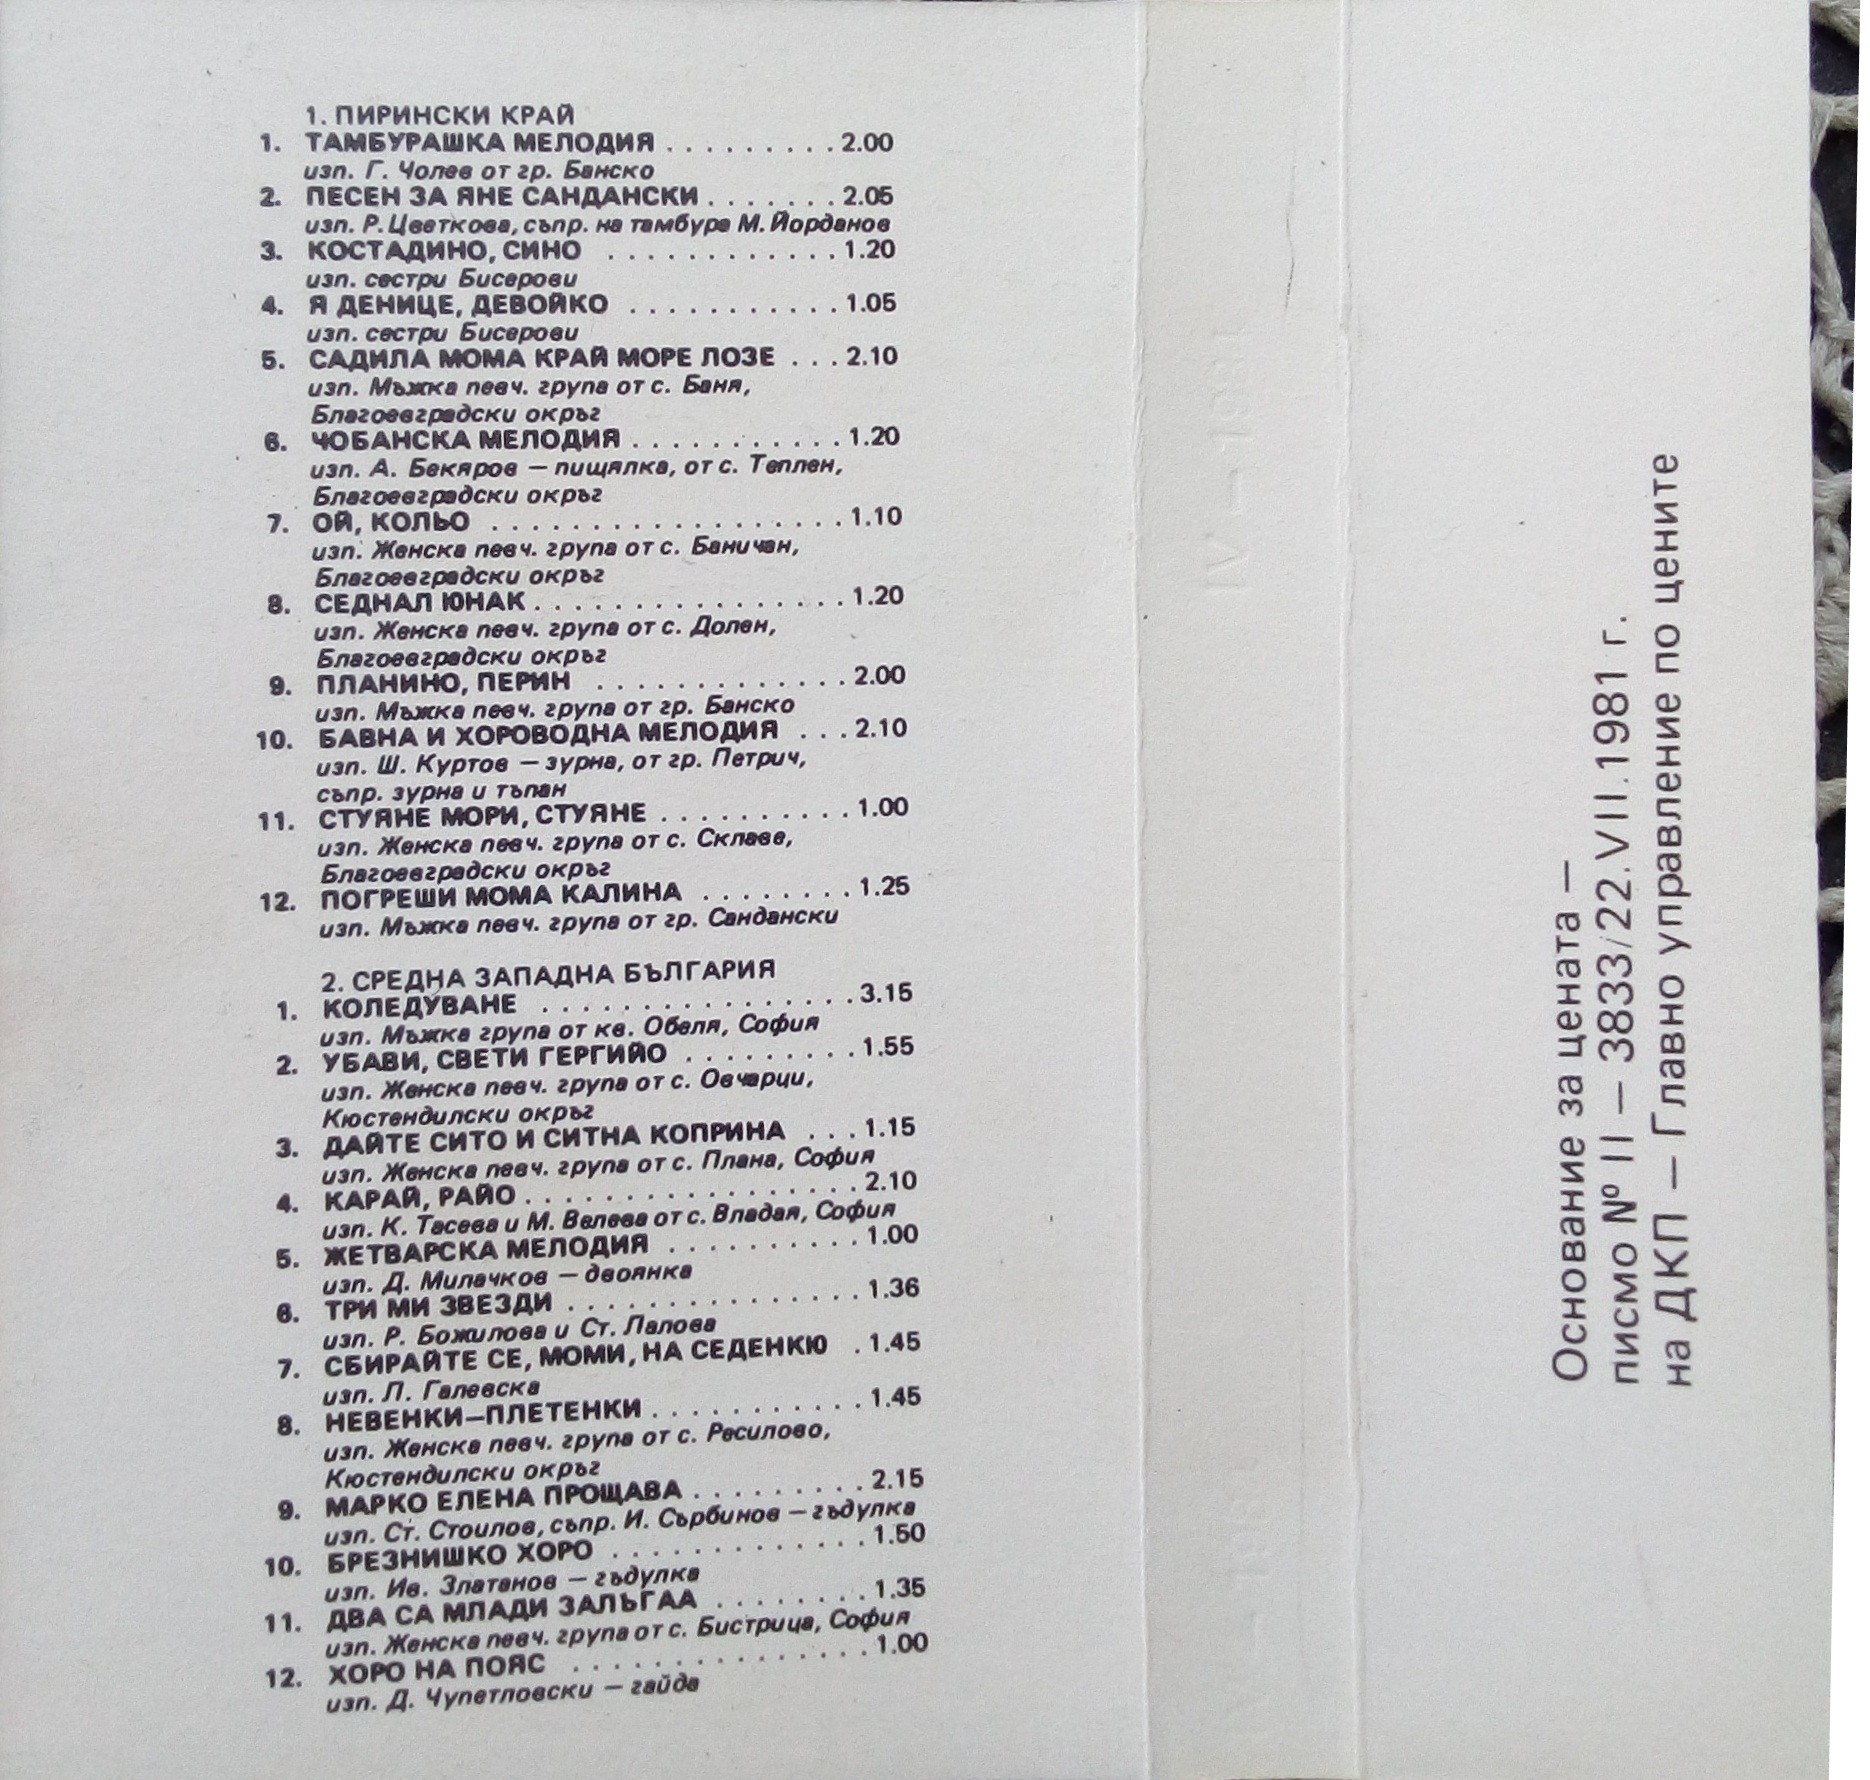 1. ПИРИНСКИ КРАЙ
1. ТАМБУРАШКА МЕЛОДИЯ . . . . . . . . . 2.00
изп. Г. Чолев от гр. Банско
2. ПЕСЕН ЗА ЯНЕ САНДАНСКИ . . . . . . . 2.05
изп. Р. Цветкова, съпр. на тамбура М. Йорданов
3. КОСТАДИНО, СИНО . . . . . . . . . . . . 1.20
изп. сестри Бисерови
4. Я ДЕНИЦЕ, ДЕВОЙКО . . . . . . . . . . . 1.05
изп. сестри Бисерови
5. САДИЛА МОМА КРАЙ МОРЕ ЛОЗЕ . . . 2.10
изп. Мъжка певч. група от с. Баня,
Благоевградски окръг
6. ЧОБАНСКА МЕЛОДИЯ . . . . . . . . . . . 1.20
изп. А. Бекяров — пищялка, от с. Теплен,
Благоевградски окръг
7. ОЙ, КОЛЬО . . . . . . . . . . . . . . . . . . 1.10
изп. Женска певч. група от с. Баничан,
Благоевградски окръг
8. СЕДНАЛ ЮНАК . . . . . . . . . . . . . . . . 1.20
изп. Женска певч. група от с. Долен,
Благоевградски окръг
9. ПЛАНИНО, ПЕРИН . . . . . . . . . . . . . 2.00
изп. Мъжка певч. група от гр. Банско
10. БАВНА И ХОРОВОДНА МЕЛОДИЯ . . . 2.10
изп. Ш. Куртов — зурна, от гр. Петрич,
съпр. зурна и тъпан
11. СТУЯНЕ МОРИ, СТУЯНЕ . . . . . . . . . . 1.00
изп. Женска певч. група от с. Склаве,
Благоевградски окръг
12. ПОГРЕШИ МОМА КАЛИНА . . . . . . . . 1.25
изп. Мъжка певч. група от гр. Сандански
2. СРЕДНА ЗАПАДНА БЪЛГАРИЯ
1. КОЛЕДУВАНЕ . . . . . . . . . . . . . . . . 3.15
изп. Мъжка група от кв. Обеля, София
2. УБАВИ, СВЕТИ ГЕРГИЙО . . . . . . . . . 1.55
изп. Женска певч. група от с. Овчарци,
Кюстендилски окръг
3. ДАЙТЕ СИТО И СИТНА КОПРИНА . . . 1.15
изп. Женска певч. група от с. Плана, София
4. КАРАЙ, РАЙО . . . . . . . . . . . . . . . . . 2.10
изп. К. Тасева и М. Велева от с. Владая, София
5. ЖЕТВАРСКА МЕЛОДИЯ . . . . . . . . . . 1.00
изп. Д. Милачков — двоянка
6. ТРИ МИ ЗВЕЗДИ . . . . . . . . . . . . . . . 1.36
изп. Р. Божилова и Ст. Лалова
7. СБИРАЙТЕ СЕ, МОМИ, НА СЕДЕНКЮ . 1.45
изп. Л. Галевска
8. НЕВЕНКИ—ПЛЕТЕНКИ . . . . . . . . . . . 1.45
изп. Женска певч. група от с. Ресилово,
Кюстендилски окръг
9. МАРКО ЕЛЕНА ПРОЩАВА . . . . . . . . . 2.15
изп. Ст. Стоилов, съпр. И. Сърбинов — гъдулка
10. БРЕЗНИШКО ХОРО . . . . . . . . . . . . . 1.50
изп. Ив. Златанов — гъдулка
11. ДВА СА МЛАДИ ЗАЛЪГАА . . . . . . . . 1.35
изп. Женска певч. група от с. Бистрица, София
12. ХОРО НА ПОЯС . . . . . . . . . . . . . . . 1.00
изп. Д. Чупетловски — гайда
Основание за цената —
писмо № II — 3833/22.VII.1981 г.
на ДКП — Главно управление по цените